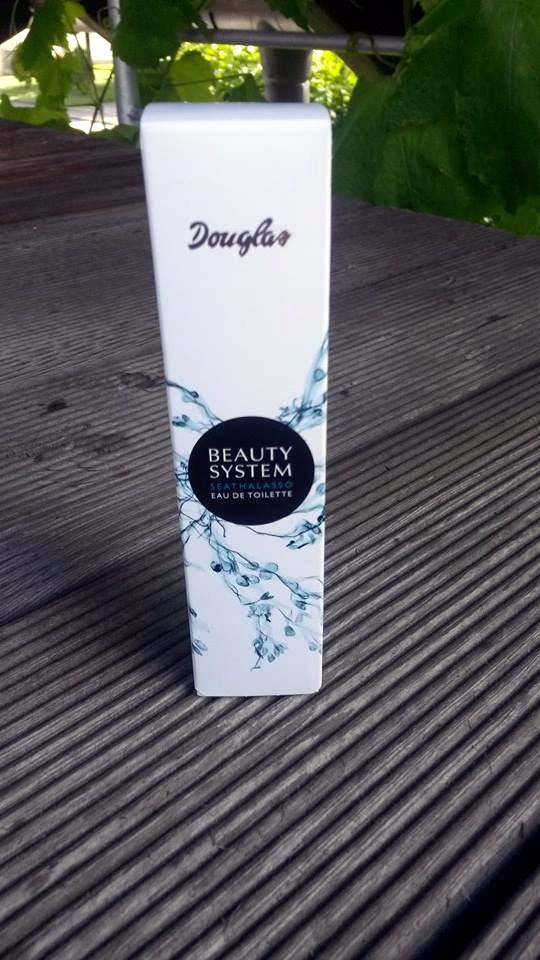 Douglas
BEAUTY
SYSTEM
SEATHALASSO
EAU DE TOILETTE